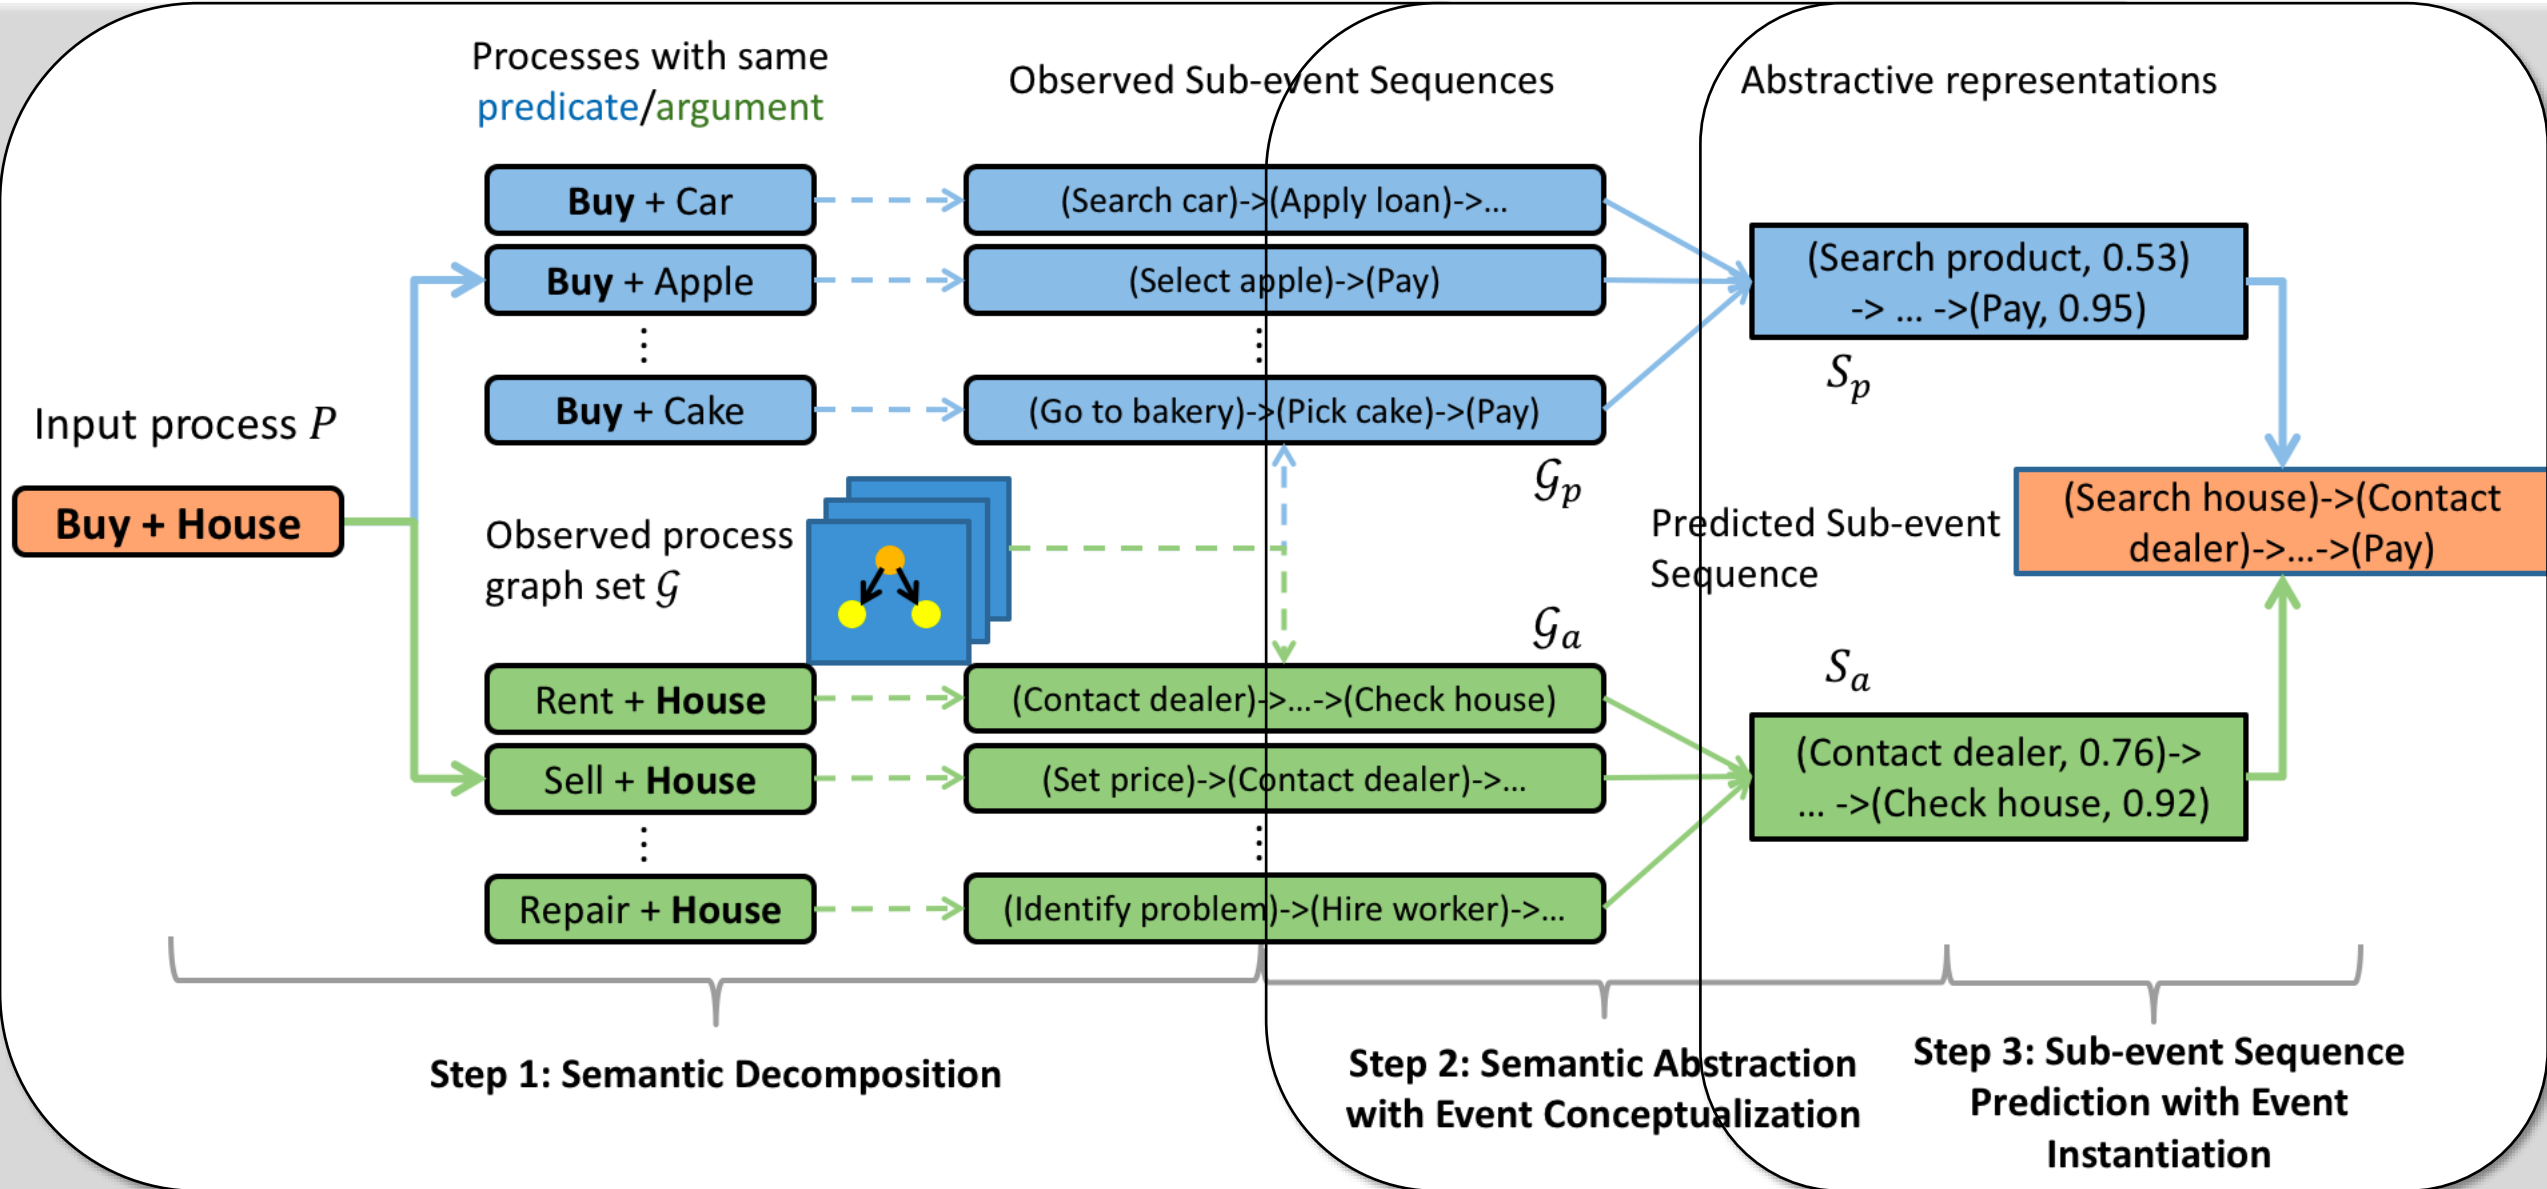 Processes with same
predicate/argument
Observed Sub-event Sequences
Abstractive representations
Buy + Car
(Search car)->(Apply loan)->...
Buy + Apple
(Select apple)->(Pay)
⋮
⋮
Buy + Cake
(Go to bakery)->(Pick cake)->(Pay)
(Search product, 0.53)
-> ... ->(Pay, 0.95)
S_p
Input process P
Buy + House
Observed process
graph set 𝒢
𝒢_p
𝒢_a
Predicted Sub-event
Sequence
(Search house)->(Contact
dealer)->...->(Pay)
Rent + House
(Contact dealer)->...->(Check house)
Sell + House
(Set price)->(Contact dealer)->...
⋮
⋮
Repair + House
(Identify problem)->(Hire worker)->...
S_a
(Contact dealer, 0.76)->
... ->(Check house, 0.92)
Step 1: Semantic Decomposition
Step 2: Semantic Abstraction
with Event Conceptualization
Step 3: Sub-event Sequence
Prediction with Event
Instantiation